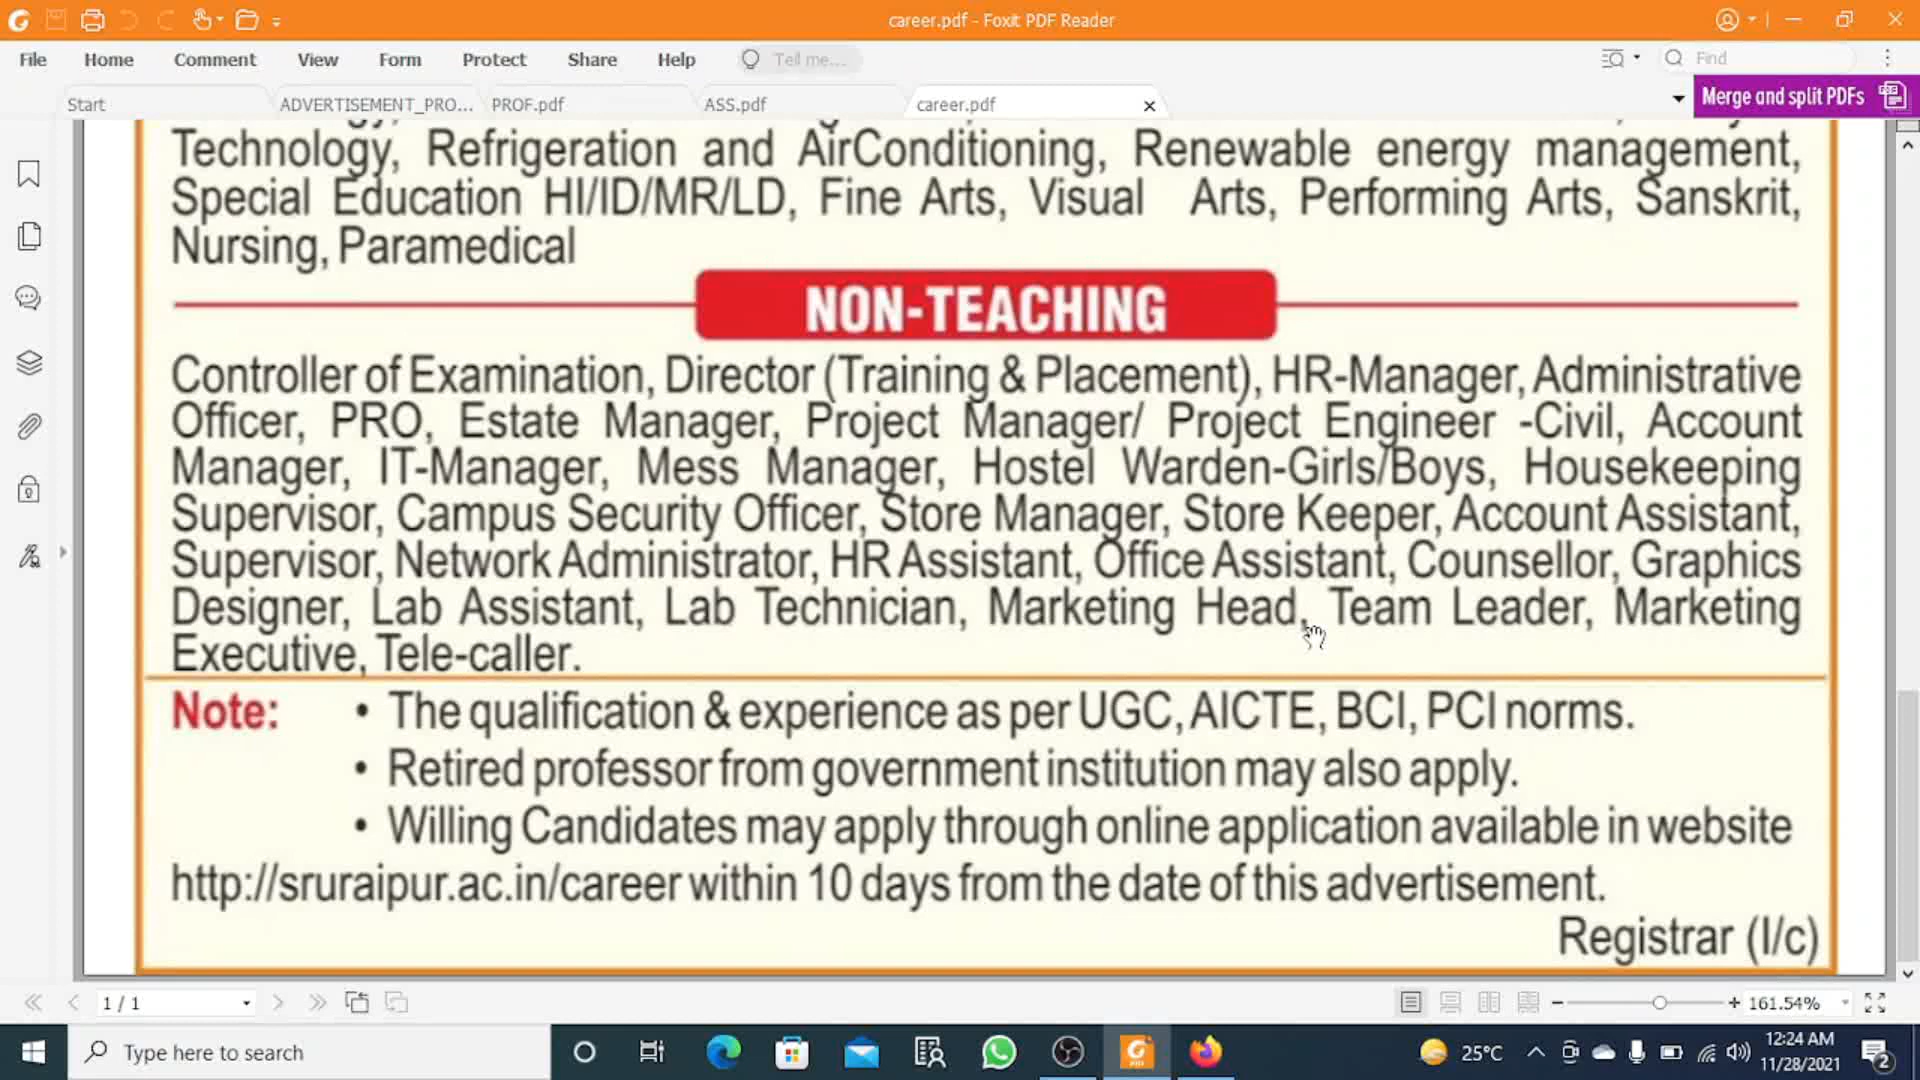 career.pdf - Foxit PDF Reader
File Home Comment View Form Protect Share Help Tell me... Find
Start ADVERTISEMENT_PRO... PROF.pdf ASS.pdf career.pdf Merge and split PDFs
Technology, Refrigeration and AirConditioning, Renewable energy management,
Special Education HI/ID/MR/LD, Fine Arts, Visual Arts, Performing Arts, Sanskrit,
Nursing, Paramedical
NON-TEACHING
Controller of Examination, Director (Training & Placement), HR-Manager, Administrative
Officer, PRO, Estate Manager, Project Manager/ Project Engineer -Civil, Account
Manager, IT-Manager, Mess Manager, Hostel Warden-Girls/Boys, Housekeeping
Supervisor, Campus Security Officer, Store Manager, Store Keeper, Account Assistant,
Supervisor, Network Administrator, HR Assistant, Office Assistant, Counsellor, Graphics
Designer, Lab Assistant, Lab Technician, Marketing Head, Team Leader, Marketing
Executive, Tele-caller.
Note: • The qualification & experience as per UGC, AICTE, BCI, PCI norms.
• Retired professor from government institution may also apply.
• Willing Candidates may apply through online application available in website
http://sruraipur.ac.in/career within 10 days from the date of this advertisement.
Registrar (I/c)
1 / 1 161.54%
Type here to search 25°C 12:24 AM
11/28/2021 2